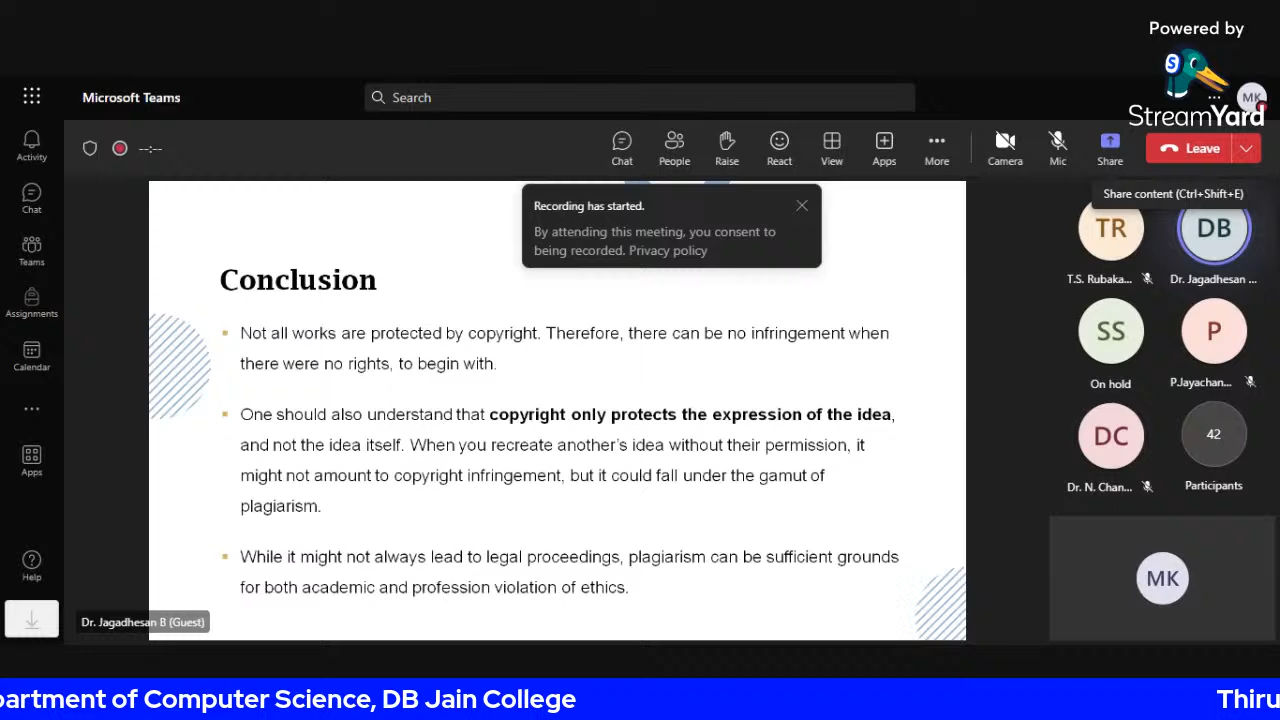 Powered by
StreamYard
Microsoft Teams
Search
MK
Activity
Chat
Teams
Assignments
Calendar
Apps
Help
--:--
Chat
People
Raise
React
View
Apps
More
Camera
Mic
Share
Leave
Share content (Ctrl+Shift+E)
Recording has started.
By attending this meeting, you consent to
being recorded. Privacy policy
Conclusion
Not all works are protected by copyright. Therefore, there can be no infringement when
there were no rights, to begin with.
One should also understand that copyright only protects the expression of the idea,
and not the idea itself. When you recreate another's idea without their permission, it
might not amount to copyright infringement, but it could fall under the gamut of
plagiarism.
While it might not always lead to legal proceedings, plagiarism can be sufficient grounds
for both academic and profession violation of ethics.
Dr. Jagadhesan B (Guest)
TR
T.S. Rubaka...
DB
Dr. Jagadhesan ...
SS
On hold
P
P.Jayachan...
DC
Dr. N. Chan...
42
Participants
MK
partment of Computer Science, DB Jain College
Thiru